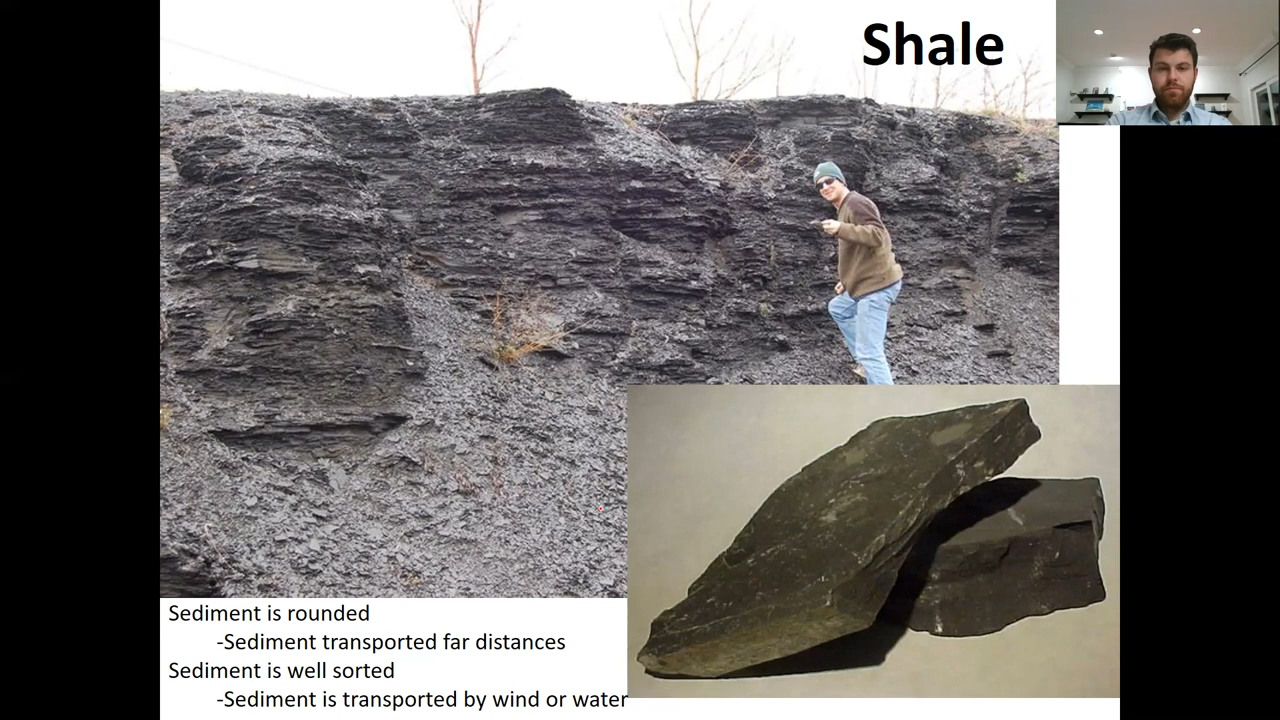 Shale
Sediment is rounded
-Sediment transported far distances
Sediment is well sorted
-Sediment is transported by wind or water